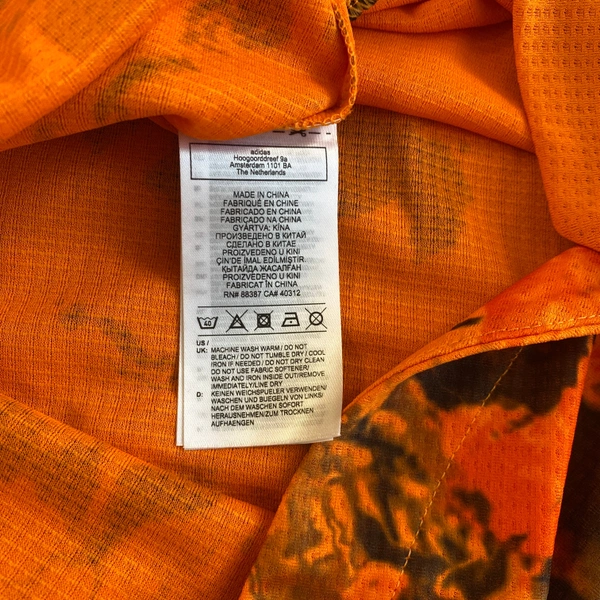 adidas
Hoogoorddreef 9a
Amsterdam 1101 BA
The Netherlands
MADE IN CHINA
FABRIQUÉ EN CHINE
FABRICADO EN CHINA
FABRICADO NA CHINA
GYÁRTVA: KÍNA
ПРОИЗВЕДЕНО В КИТАЙ
СДЕЛАНО В КИТАЕ
PROIZVEDENO U KINI
ÇIN'DE İMAL EDİLMİŞTİR
ҚЫТАЙДА ЖАСАЛҒАН
PROIZVEDENO U KINI
FABRICAT ÎN CHINA
RN# 88387 CA# 40312
40
US /
UK: MACHINE WASH WARM / DO NOT
BLEACH / DO NOT TUMBLE DRY / COOL
IRON IF NEEDED / DO NOT DRY CLEAN
DO NOT USE FABRIC SOFTENER/
WASH AND IRON INSIDE OUT/REMOVE
IMMEDIATELY/LINE DRY
D: KEINEN WEICHSPUELER VERWENDEN/
WASCHEN UND BUEGELN VON LINKS/
NACH DEM WASCHEN SOFORT
HERAUSNEHMEN/ZUM TROCKNEN
AUFHAENGEN